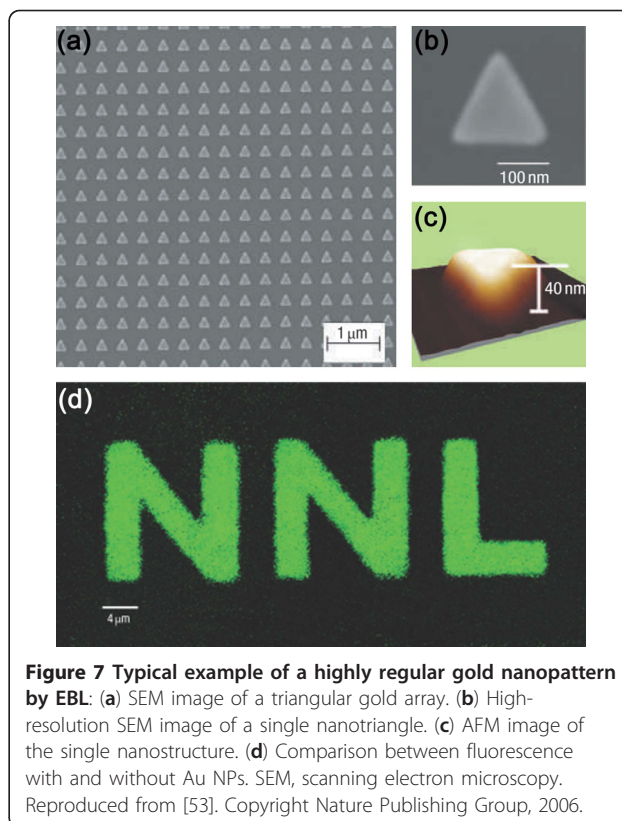 (a)
1 μm
(b)
100 nm
(c)
40 nm
(d)
NNL
4 μm
Figure 7 Typical example of a highly regular gold nanopattern
by EBL: (a) SEM image of a triangular gold array. (b) High-
resolution SEM image of a single nanotriangle. (c) AFM image of
the single nanostructure. (d) Comparison between fluorescence
with and without Au NPs. SEM, scanning electron microscopy.
Reproduced from [53]. Copyright Nature Publishing Group, 2006.